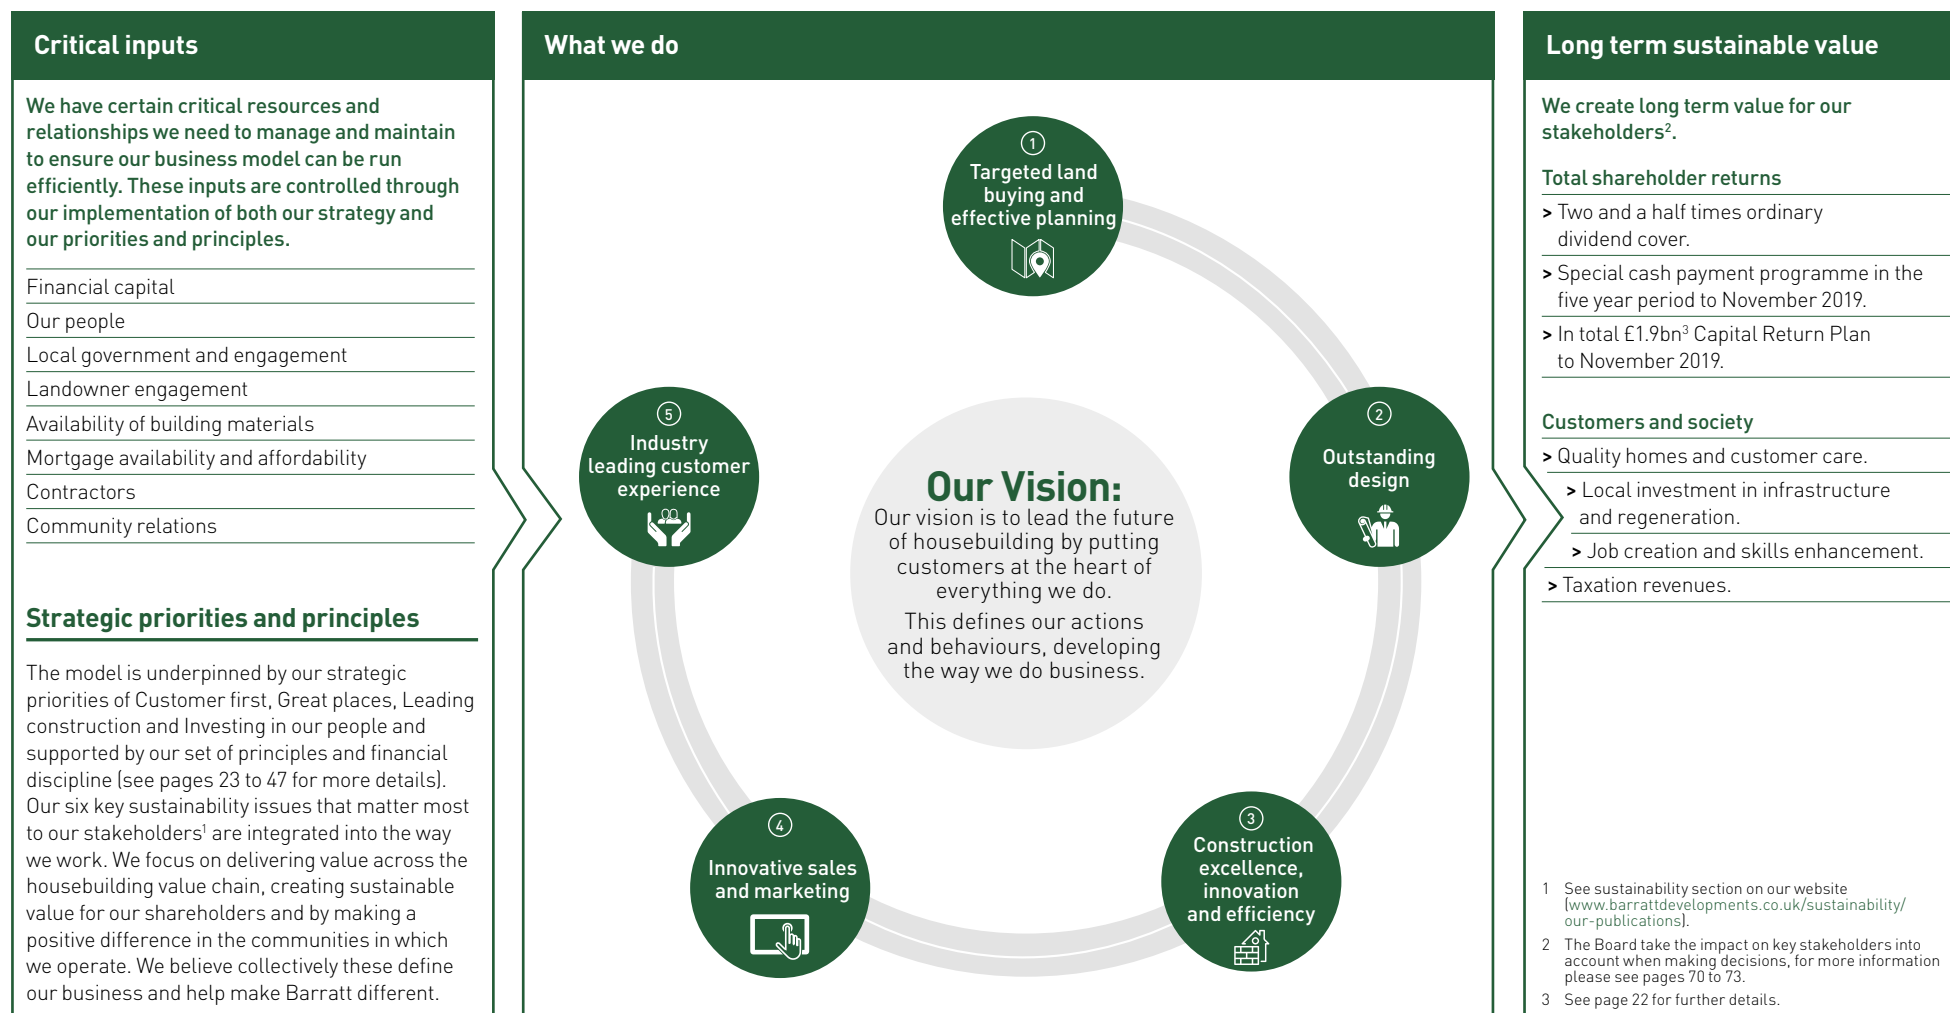 Critical inputs
We have certain critical resources and
relationships we need to manage and maintain
to ensure our business model can be run
efficiently. These inputs are controlled through
our implementation of both our strategy and
our priorities and principles.
Financial capital
Our people
Local government and engagement
Landowner engagement
Availability of building materials
Mortgage availability and affordability
Contractors
Community relations
Strategic priorities and principles
The model is underpinned by our strategic
priorities of Customer first, Great places, Leading
construction and Investing in our people and
supported by our set of principles and financial
discipline (see pages 23 to 47 for more details).
Our six key sustainability issues that matter most
to our stakeholders¹ are integrated into the way
we work. We focus on delivering value across the
housebuilding value chain, creating sustainable
value for our shareholders and by making a
positive difference in the communities in which
we operate. We believe collectively these define
our business and help make Barratt different.
What we do
1
Targeted land
buying and
effective planning
2
Outstanding
design
3
Construction
excellence,
innovation
and efficiency
4
Innovative sales
and marketing
5
Industry
leading customer
experience
Our Vision:
Our vision is to lead the future
of housebuilding by putting
customers at the heart of
everything we do.
This defines our actions
and behaviours, developing
the way we do business.
Long term sustainable value
We create long term value for our
stakeholders².
Total shareholder returns
> Two and a half times ordinary
dividend cover.
> Special cash payment programme in the
five year period to November 2019.
> In total £1.9bn³ Capital Return Plan
to November 2019.
Customers and society
> Quality homes and customer care.
> Local investment in infrastructure
and regeneration.
> Job creation and skills enhancement.
> Taxation revenues.
1 See sustainability section on our website
(www.barrattdevelopments.co.uk/sustainability/
our-publications).
2 The Board take the impact on key stakeholders into
account when making decisions, for more information
please see pages 70 to 73.
3 See page 22 for further details.